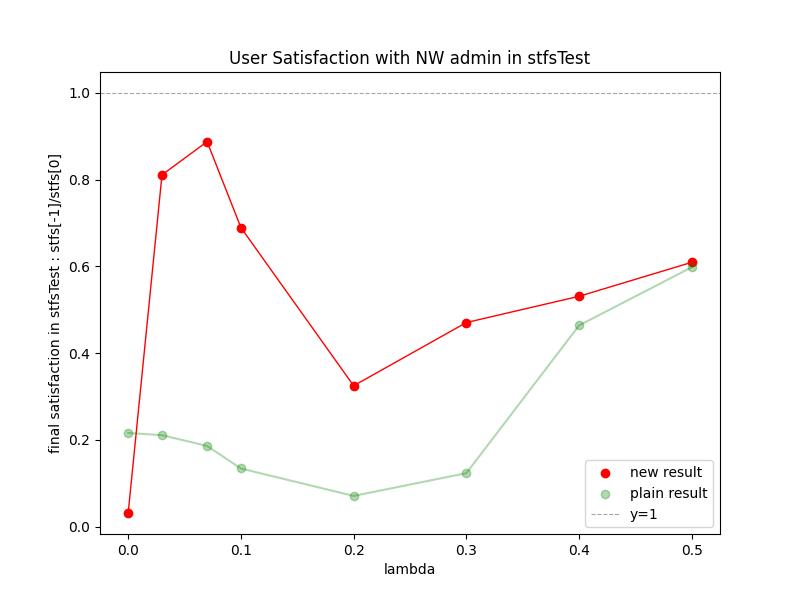 User Satisfaction with NW admin in stfsTest
final satisfaction in stfsTest : stfs[-1]/stfs[0]
1.0
0.8
0.6
0.4
0.2
0.0
new result
plain result
y=1
0.0 0.1 0.2 0.3 0.4 0.5
lambda